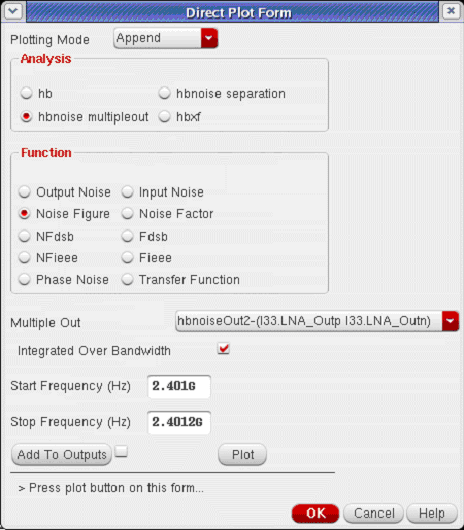 Direct Plot Form
Plotting Mode Append
Analysis
hb hbnoise separation
hbnoise multipleout hbxf
Function
Output Noise Input Noise
Noise Figure Noise Factor
NFdsb Fdsb
NFieee Fieee
Phase Noise Transfer Function
Multiple Out hbnoiseOut2-(I33.LNA_Outp I33.LNA_Outn)
Integrated Over Bandwidth
Start Frequency (Hz) 2.401G
Stop Frequency (Hz) 2.4012G
Add To Outputs Plot
> Press plot button on this form...
OK Cancel Help